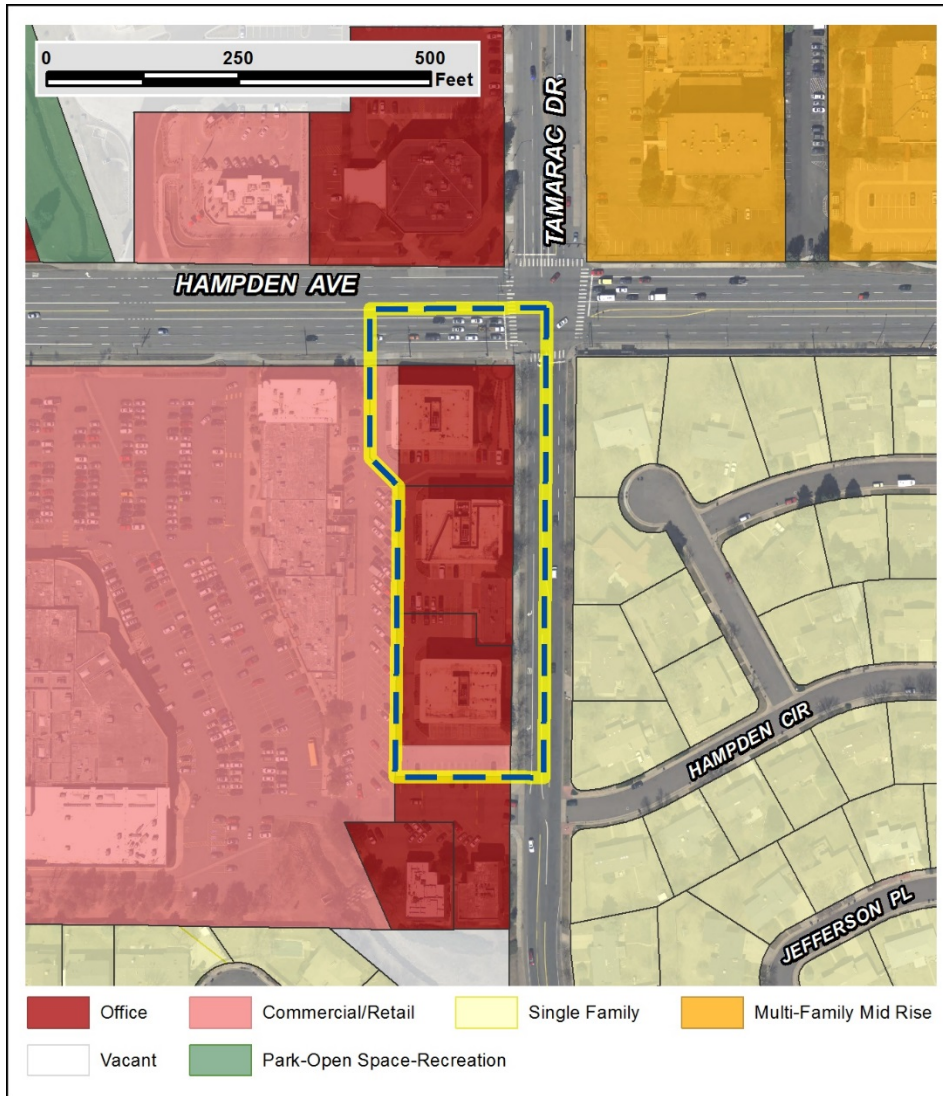 0 250 500
Feet
TAMARAC DR
HAMPDEN AVE
HAMPDEN CIR
JEFFERSON PL
Office Commercial/Retail Single Family Multi-Family Mid Rise
Vacant Park-Open Space-Recreation